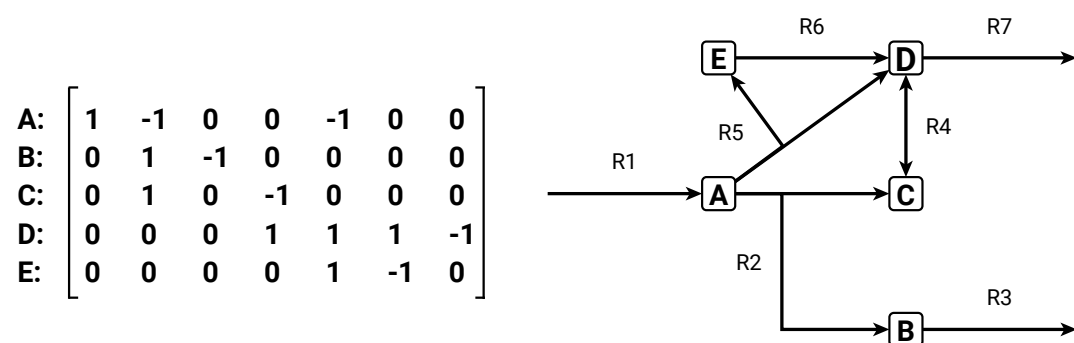 A: 1 -1 0 0 -1 0 0
B: 0 1 -1 0 0 0 0
C: 0 1 0 -1 0 0 0
D: 0 0 0 1 1 1 -1
E: 0 0 0 0 1 -1 0
R6 R7
E D
R5 R4
R1
A C
R2
R3
B